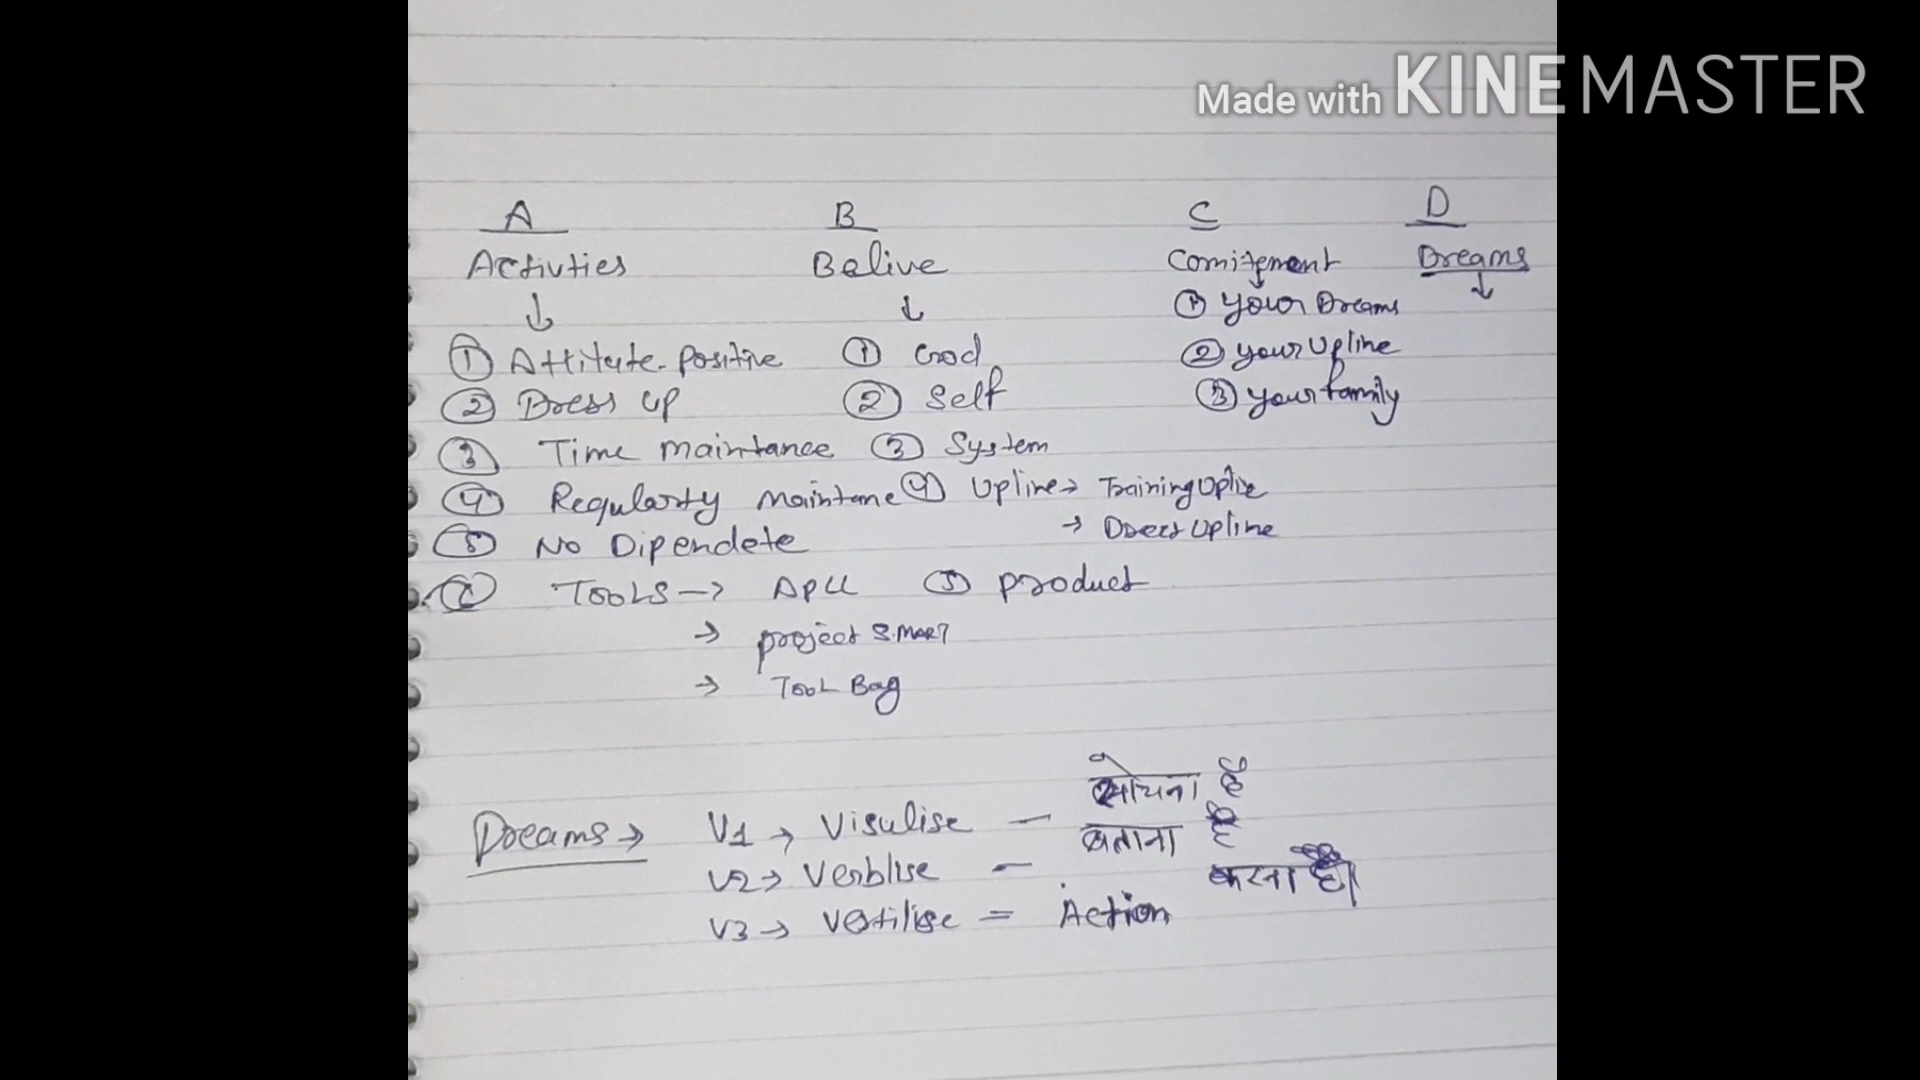 Made with KINEMASTER
A B C D
Activties Belive Comitement Dreams
① Your Dreams
① Attitute-Positive ① God ② Your Upline
② Dress up ② Self ③ Your family
③ Time Maintance ③ System
④ Regularty Maintane ④ Upline → Training Upline
⑤ No Dipendete → Direct Upline
Tools → ⑤ product
→ project S.MART
→ Tool Bag
Dreams → V1 → Visulise — सोचना है
V2 → Verblise — बताना है
V3 → = Action करना है।